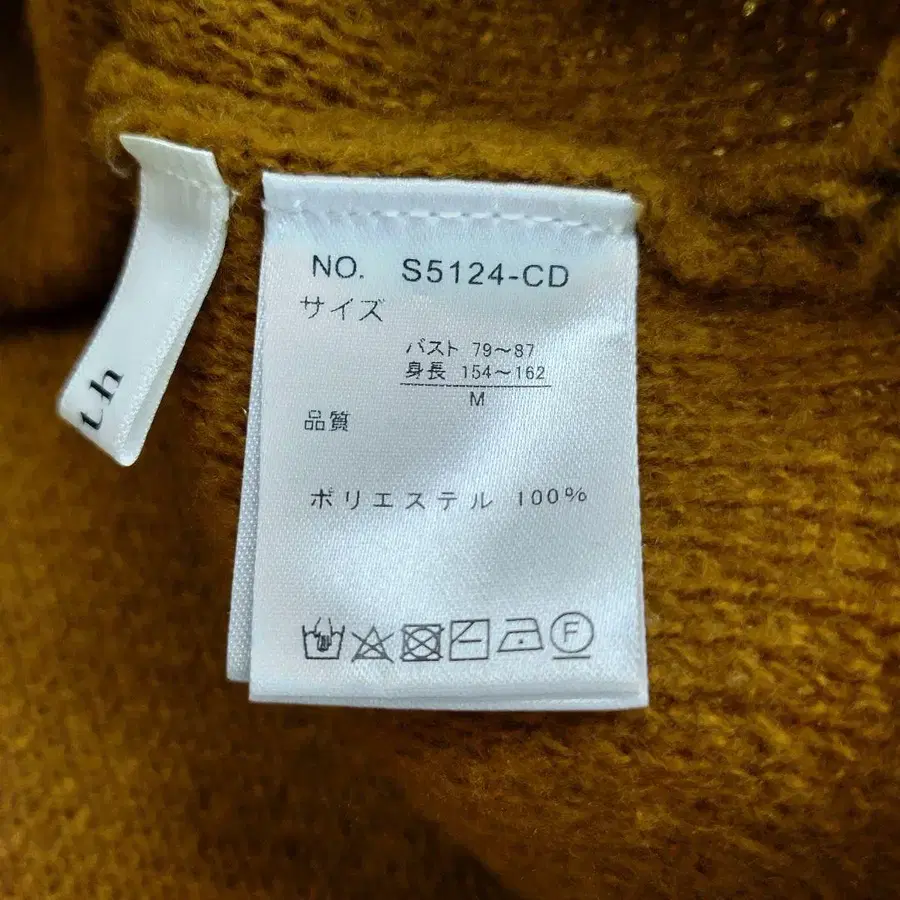 NO. S5124-CD
サイズ
バスト 79～87
身長 154～162
M
品質
ポリエステル 100%
F
th